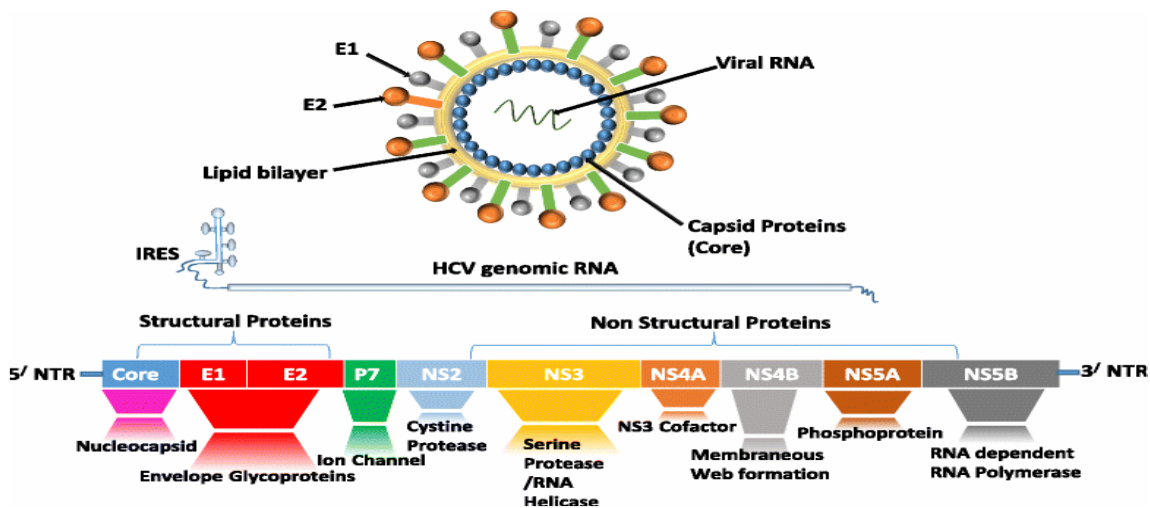 E1
Viral RNA
E2
Lipid bilayer
Capsid Proteins
(Core)
IRES
HCV genomic RNA
Structural Proteins
Non Structural Proteins
5/ NTR
Core
E1
E2
P7
NS2
NS3
NS4A
NS4B
NS5A
NS5B
3/ NTR
Nucleocapsid
Envelope Glycoproteins
Ion Channel
Cystine
Protease
Serine
Protease
/RNA
Helicase
NS3 Cofactor
Membraneous
Web formation
Phosphoprotein
RNA dependent
RNA Polymerase